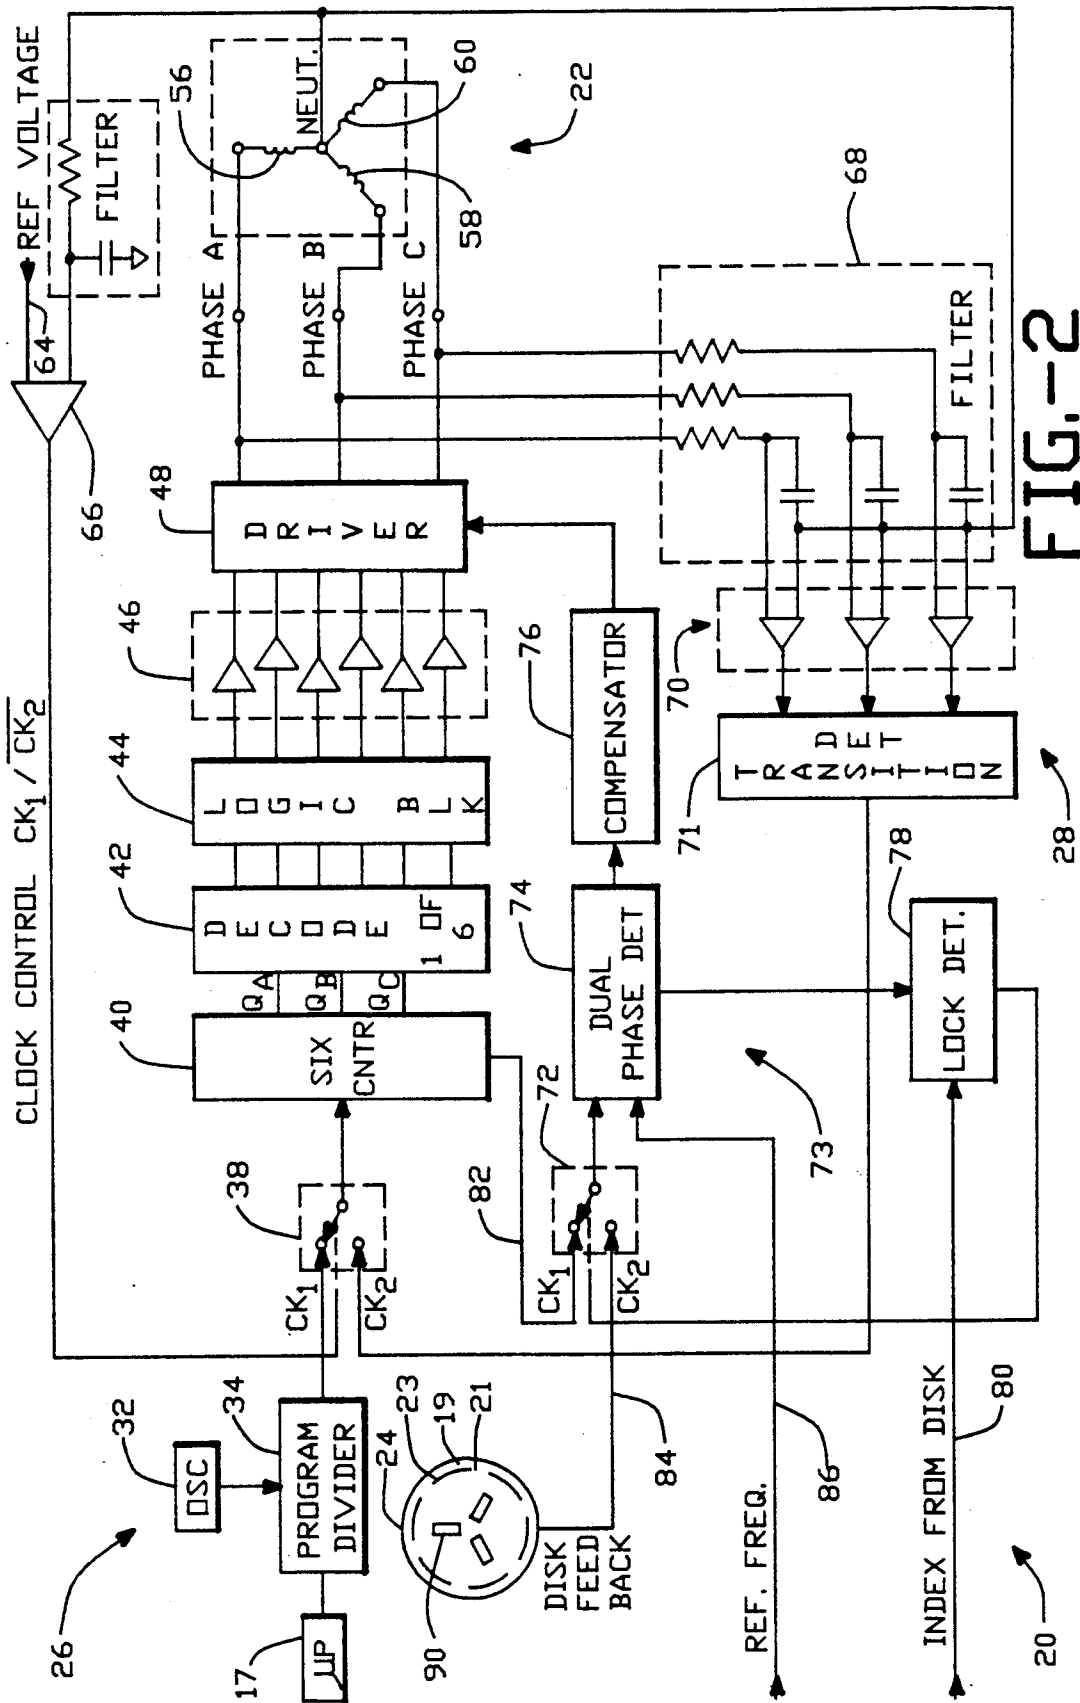 CLOCK CONTROL CK1 / CK2
REF VOLTAGE
64
66
FILTER
26
32
OSC
17
µP
34
PROGRAM
DIVIDER
38
CK1
CK2
40
SIX
CNTR
QA
QB
QC
42
DECODE
1 OF 6
44
LOGIC BLK
46
48
DRIVER
PHASE A
PHASE B
PHASE C
56
NEUT.
58
60
22
24
23
19
21
90
DISK
FEED
BACK
84
82
72
CK1
CK2
74
DUAL
PHASE DET
76
COMPENSATOR
73
68
FILTER
70
71
TRANSITION
DET
28
78
LOCK DET.
REF. FREQ.
86
INDEX FROM DISK
80
20
FIG.-2